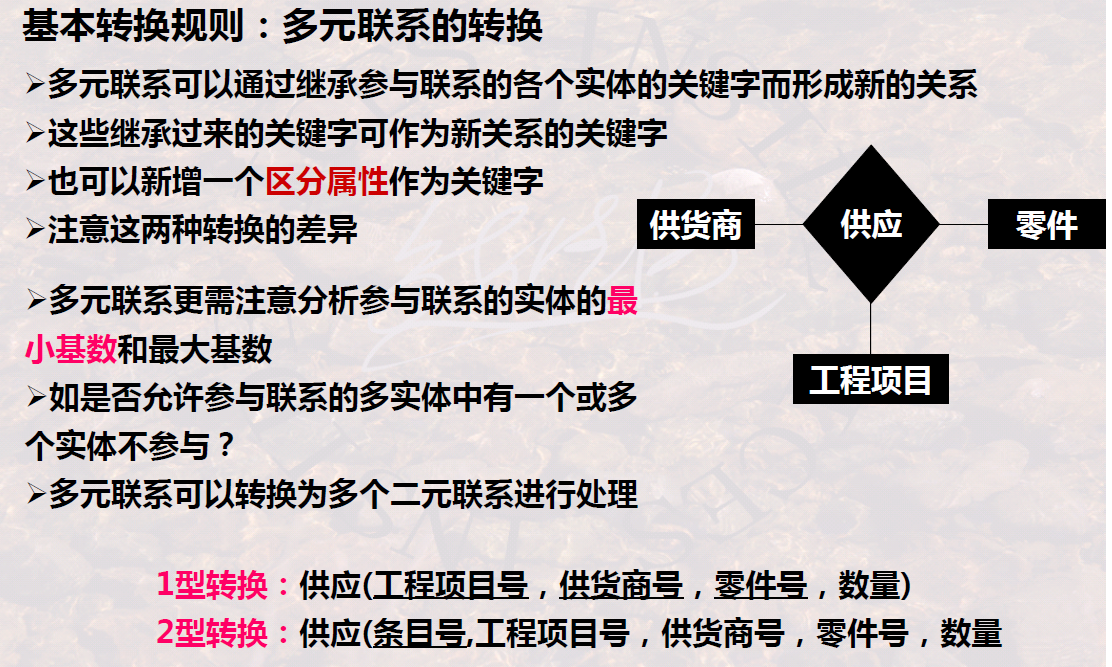 基本转换规则：多元联系的转换
➢多元联系可以通过继承参与联系的各个实体的关键字而形成新的关系
➢这些继承过来的关键字可作为新关系的关键字
➢也可以新增一个区分属性作为关键字
➢注意这两种转换的差异
供货商
供应
零件
工程项目
➢多元联系更需注意分析参与联系的实体的最
小基数和最大基数
➢如是否允许参与联系的多实体中有一个或多
个实体不参与？
➢多元联系可以转换为多个二元联系进行处理
1型转换：供应(工程项目号，供货商号，零件号，数量)
2型转换：供应(条目号,工程项目号，供货商号，零件号，数量